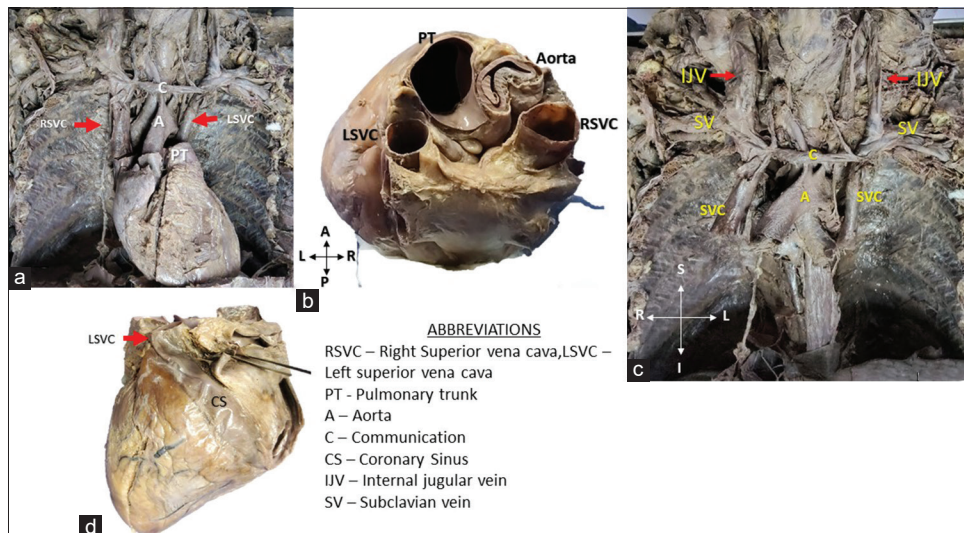 C
RSVC
A
LSVC
PT
a
PT
Aorta
LSVC
RSVC
A
L
R
P
b
IJV
IJV
SV
SV
C
A
SVC
SVC
S
R
L
I
c
LSVC
CS
d
ABBREVIATIONS
RSVC – Right Superior vena cava,LSVC –
Left superior vena cava
PT - Pulmonary trunk
A – Aorta
C – Communication
CS – Coronary Sinus
IJV – Internal jugular vein
SV – Subclavian vein